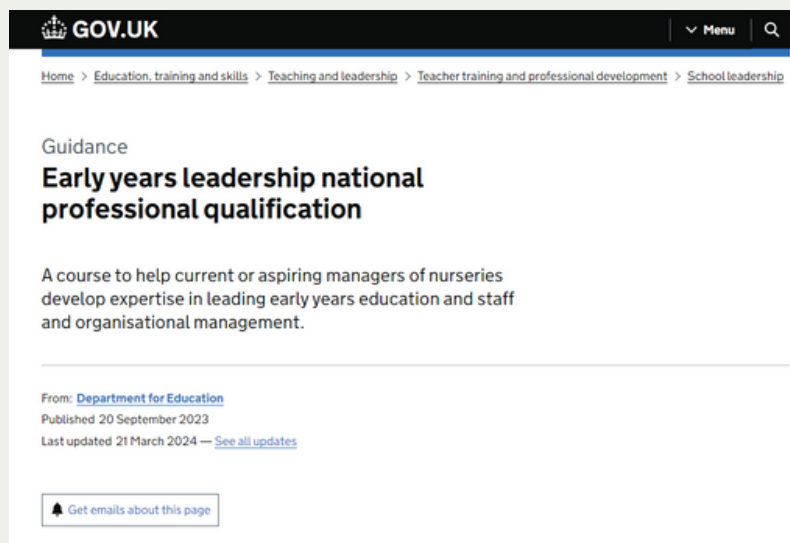 GOV.UK Menu
Home > Education, training and skills > Teaching and leadership > Teacher training and professional development > School leadership
Guidance
Early years leadership national
professional qualification
A course to help current or aspiring managers of nurseries
develop expertise in leading early years education and staff
and organisational management.
From: Department for Education
Published 20 September 2023
Last updated 21 March 2024 — See all updates
Get emails about this page